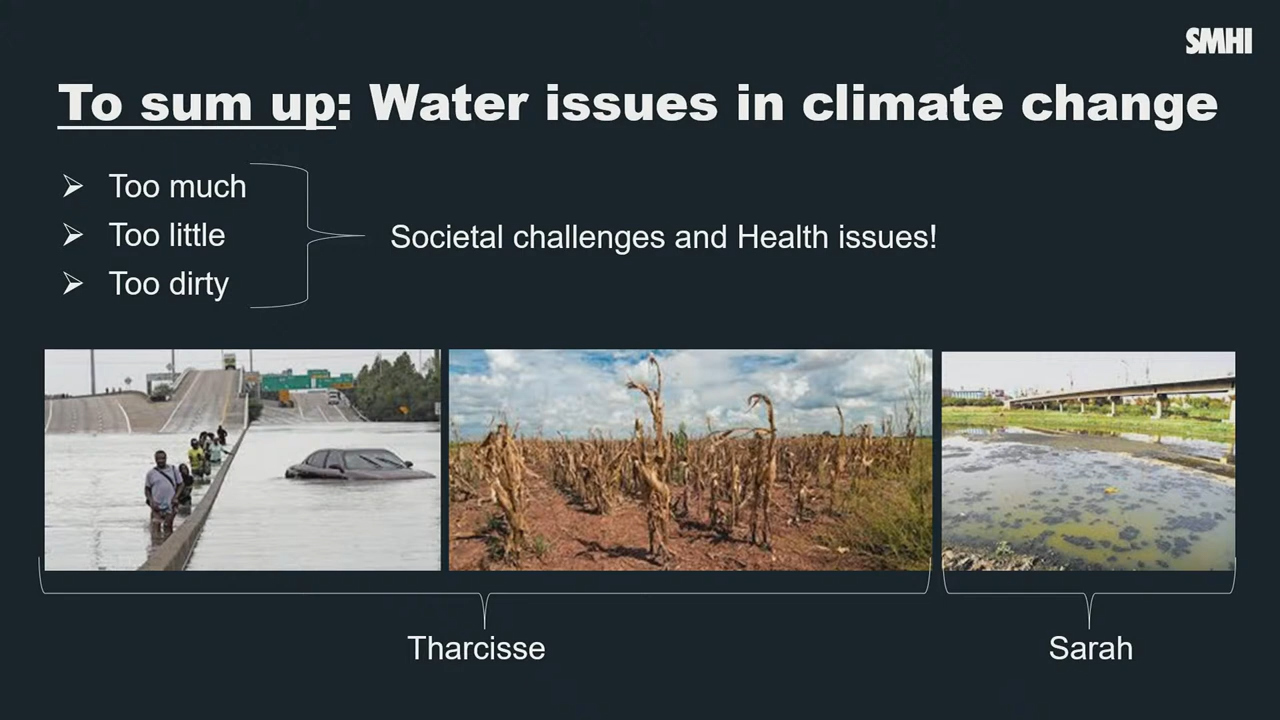 SMHI
To sum up: Water issues in climate change
Too much
Too little
Too dirty
Societal challenges and Health issues!
Tharcisse
Sarah